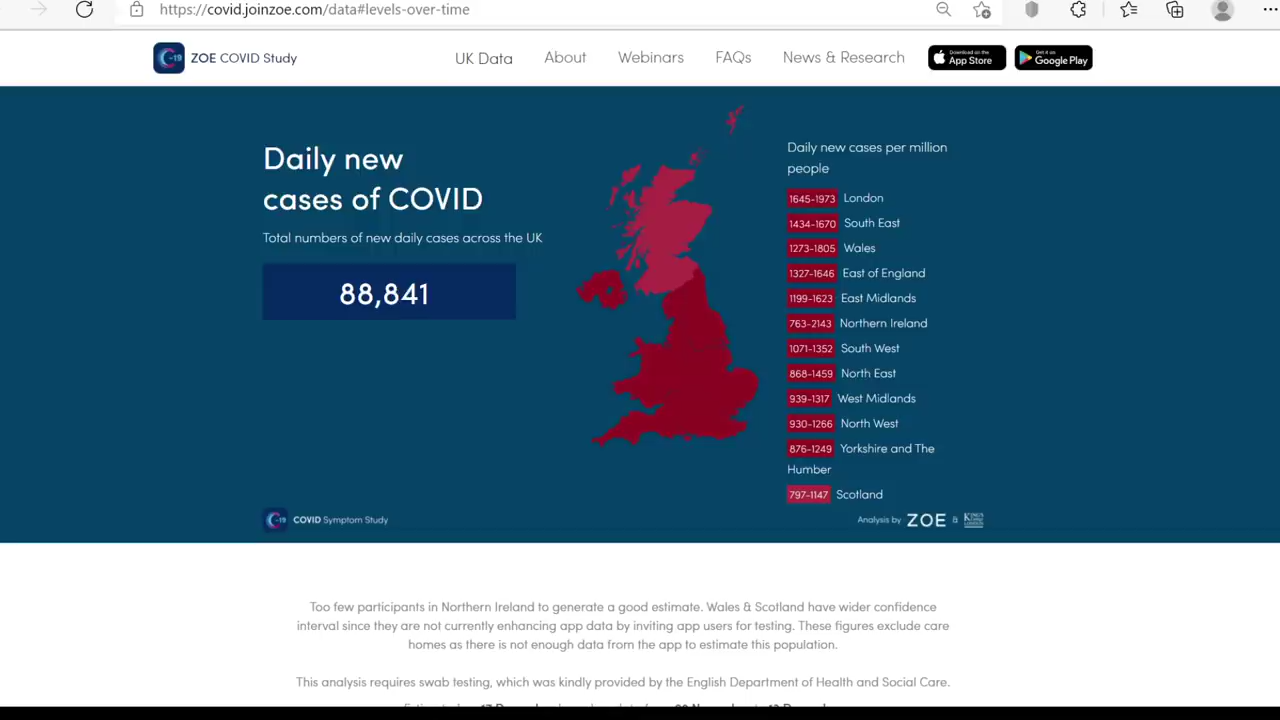 https://covid.joinzoe.com/data#levels-over-time
ZOE COVID Study
UK Data
About
Webinars
FAQs
News & Research
Download on the
App Store
Get it on
Google Play
Daily new
cases of COVID
Total numbers of new daily cases across the UK
88,841
Daily new cases per million
people
1645-1973 London
1434-1670 South East
1273-1805 Wales
1327-1646 East of England
1199-1623 East Midlands
763-2143 Northern Ireland
1071-1352 South West
868-1459 North East
939-1317 West Midlands
930-1266 North West
876-1249 Yorkshire and The
Humber
797-1147 Scotland
C-19 COVID Symptom Study
Analysis by ZOE & KING'S College LONDON
Too few participants in Northern Ireland to generate a good estimate. Wales & Scotland have wider confidence
interval since they are not currently enhancing app data by inviting app users for testing. These figures exclude care
homes as there is not enough data from the app to estimate this population.
This analysis requires swab testing, which was kindly provided by the English Department of Health and Social Care.